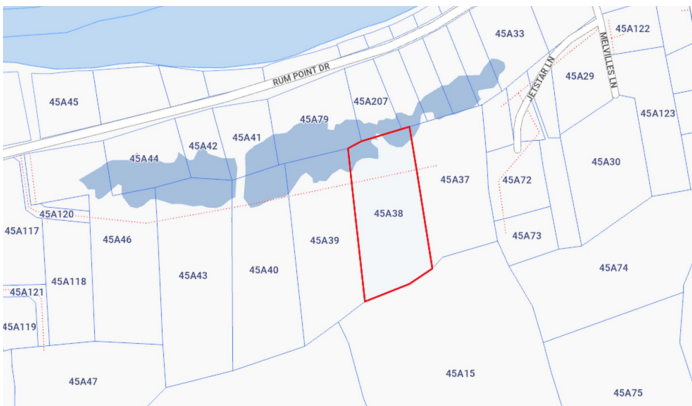 45A33
45A122
MELVILLES LN
RUM POINT DR
JETSTAR LN
45A29
45A45
45A207
45A123
45A79
45A41
45A42
45A44
45A30
45A37
45A72
45A38
45A120
45A117
45A46
45A39
45A73
45A40
45A43
45A74
45A118
45A121
45A119
45A15
45A47
45A75